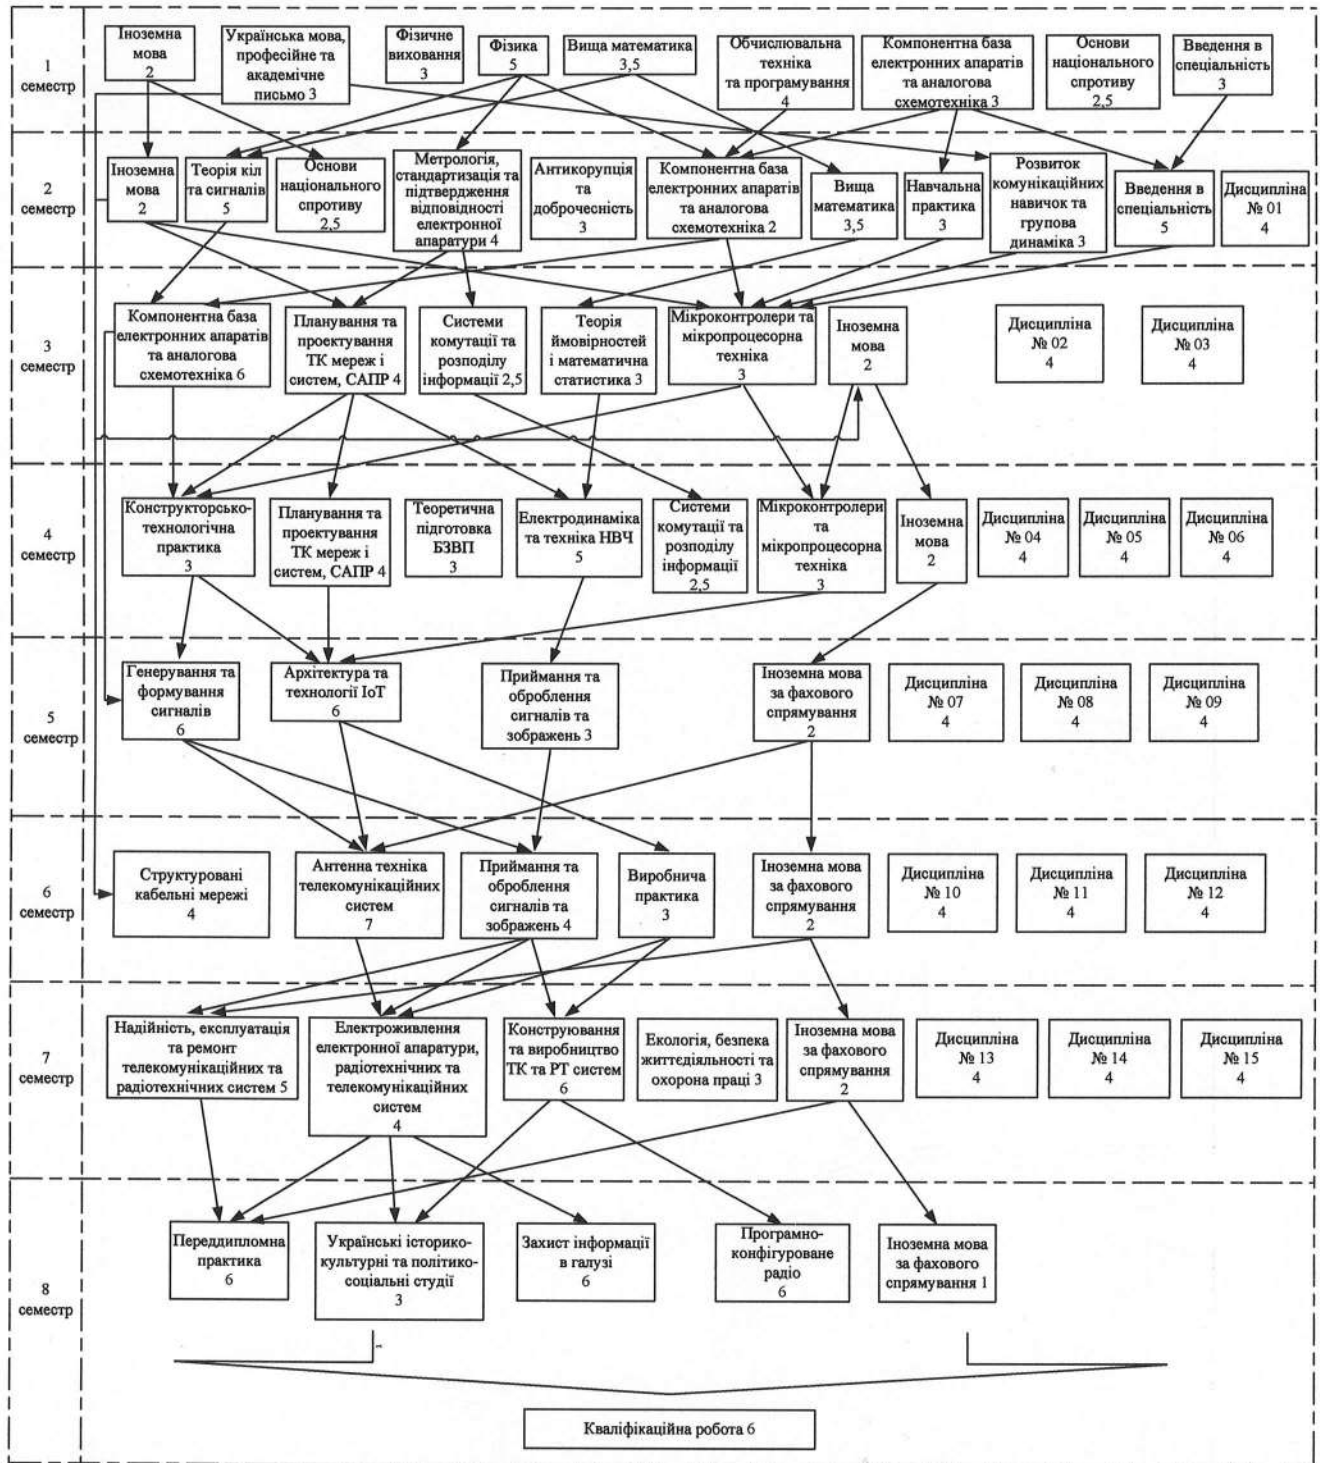 1
семестр
Іноземна
мова
2
Українська мова,
професійне та
академічне
письмо 3
Фізичне
виховання
3
Фізика
5
Вища математика
3,5
Обчислювальна
техніка
та програмування
4
Компонентна база
електронних апаратів
та аналогова
схемотехніка 3
Основи
національного
спротиву
2,5
Введення в
спеціальність
3
2
семестр
Іноземна
мова
2
Теорія кіл
та сигналів
5
Основи
національного
спротиву
2,5
Метрологія,
стандартизація та
підтвердження
відповідності
електронної
апаратури 4
Антикорупція
та
доброчесність
3
Компонентна база
електронних апаратів
та аналогова
схемотехніка 2
Вища
математика
3,5
Навчальна
практика
3
Розвиток
комунікаційних
навичок та
групова
динаміка 3
Введення в
спеціальність
5
Дисципліна
№ 01
4
3
семестр
Компонентна база
електронних апаратів
та аналогова
схемотехніка 6
Планування та
проектування
ТК мереж і
систем, САПР 4
Системи
комутації та
розподілу
інформації 2,5
Теорія
ймовірностей
і математична
статистика 3
Мікроконтролери та
мікропроцесорна
техніка
3
Іноземна
мова
2
Дисципліна
№ 02
4
Дисципліна
№ 03
4
4
семестр
Конструкторсько-
технологічна
практика
3
Планування та
проектування
ТК мереж і
систем, САПР 4
Теоретична
підготовка
БЗВП
3
Електродинаміка
та техніка НВЧ
5
Системи
комутації та
розподілу
інформації
2,5
Мікроконтролери
та
мікропроцесорна
техніка
3
Іноземна
мова
2
Дисципліна
№ 04
4
Дисципліна
№ 05
4
Дисципліна
№ 06
4
5
семестр
Генерування та
формування
сигналів
6
Архітектура та
технології ІоТ
6
Приймання та
оброблення
сигналів та
зображень 3
Іноземна мова
за фахового
спрямування
2
Дисципліна
№ 07
4
Дисципліна
№ 08
4
Дисципліна
№ 09
4
6
семестр
Структуровані
кабельні мережі
4
Антенна техніка
телекомунікаційних
систем
7
Приймання та
оброблення
сигналів та
зображень 4
Виробнича
практика
3
Іноземна мова
за фахового
спрямування
2
Дисципліна
№ 10
4
Дисципліна
№ 11
4
Дисципліна
№ 12
4
7
семестр
Надійність, експлуатація
та ремонт
телекомунікаційних та
радіотехнічних систем 5
Електроживлення
електронної апаратури,
радіотехнічних та
телекомунікаційних
систем
4
Конструювання
та виробництво
ТК та РТ систем
6
Екологія, безпека
життєдіяльності та
охорона праці 3
Іноземна мова
за фахового
спрямування
2
Дисципліна
№ 13
4
Дисципліна
№ 14
4
Дисципліна
№ 15
4
8
семестр
Переддипломна
практика
6
Українські історико-
культурні та політико-
соціальні студії
3
Захист інформації
в галузі
6
Програмно-
конфігуроване
радіо
6
Іноземна мова
за фахового
спрямування 1
Кваліфікаційна робота 6